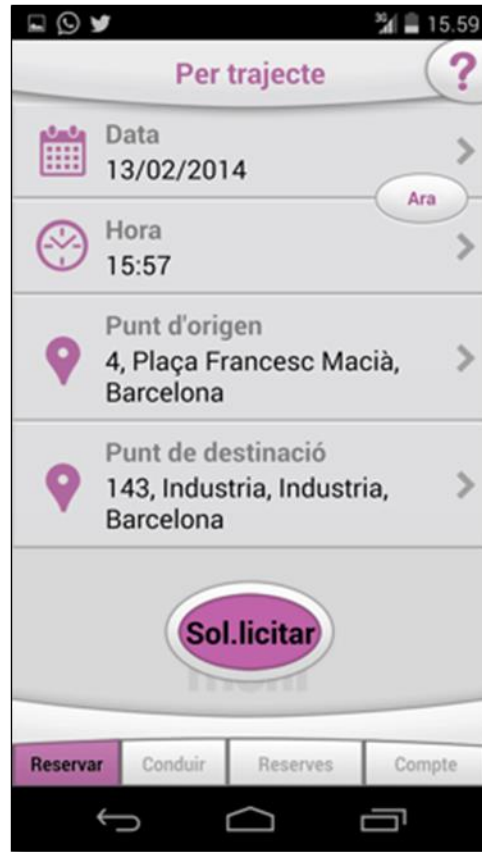 3G 15.59
Per trajecte
?
Data
13/02/2014
Ara
Hora
15:57
Punt d'origen
4, Plaça Francesc Macià,
Barcelona
Punt de destinació
143, Industria, Industria,
Barcelona
Sol.licitar
Reservar Conduir Reserves Compte